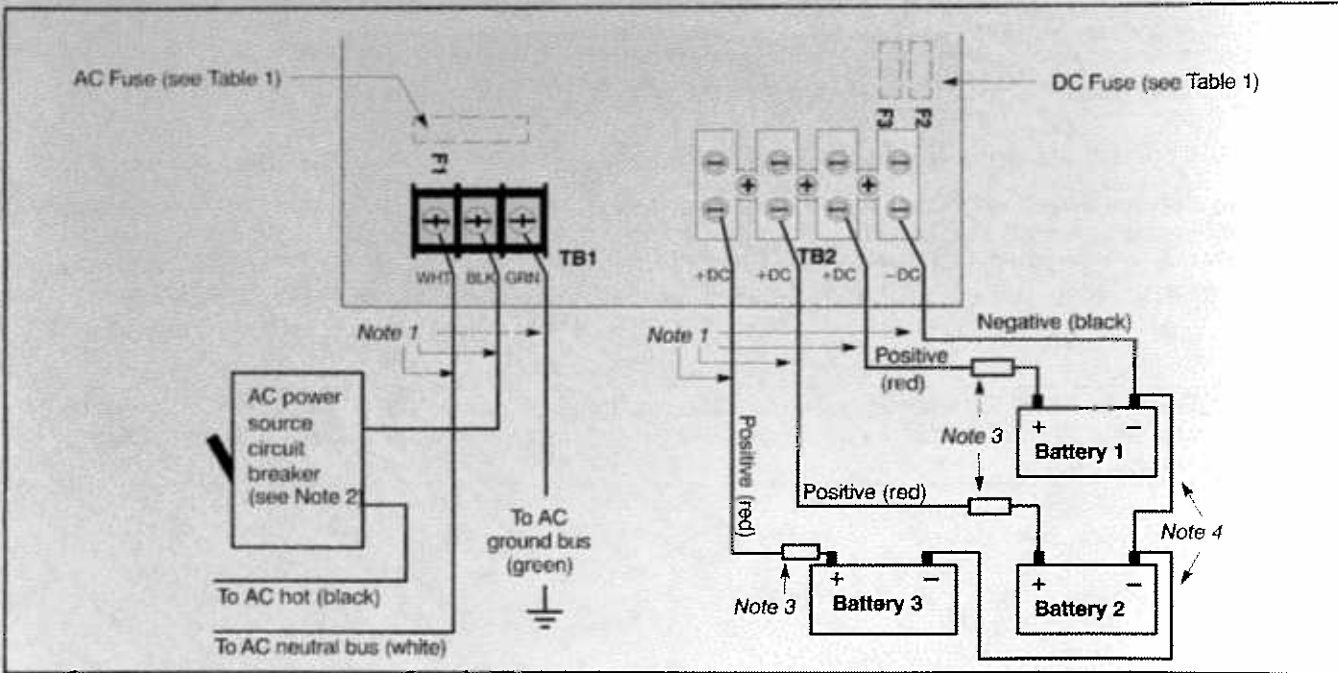 AC Fuse (see Table 1)
DC Fuse (see Table 1)
F1
F3
F2
TB1
TB2
WHT
BLK
GRN
+DC
+DC
+DC
-DC
Note 1
Note 1
Negative (black)
Positive
(red)
AC power
source
circuit
breaker
(see Note 2
Positive (red)
Note 3
+
−
Battery 1
Positive (red)
To AC
ground bus
(green)
Note 4
To AC hot (black)
Note 3
+
−
Battery 3
+
−
Battery 2
To AC neutral bus (white)